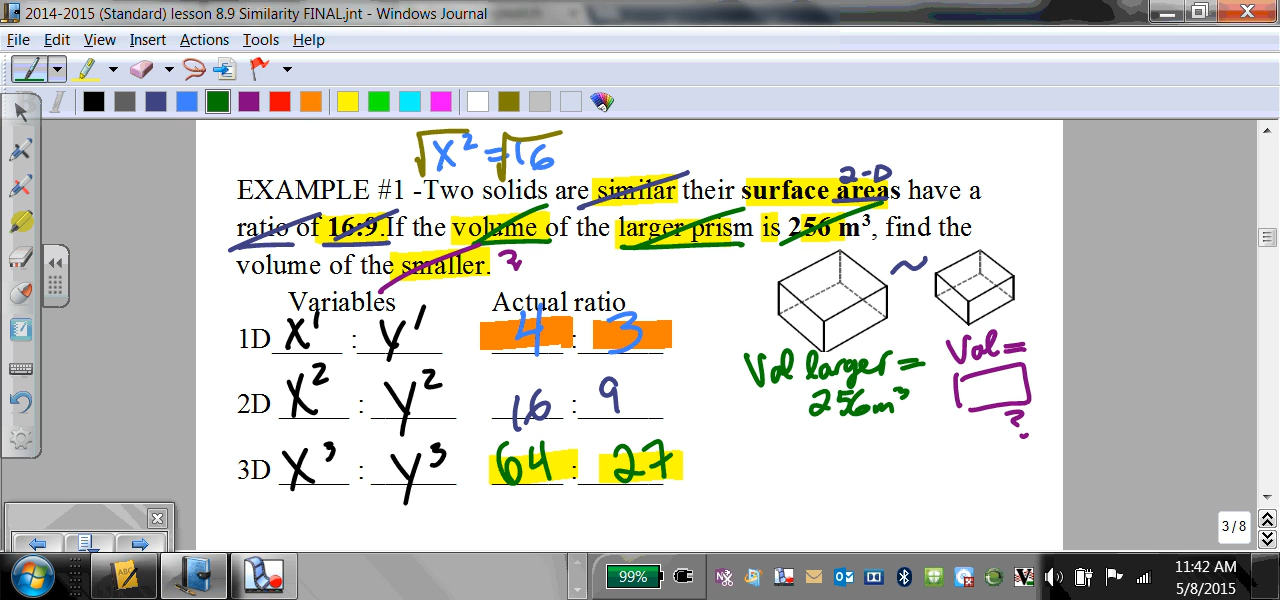 2014-2015 (Standard) lesson 8.9 Similarity FINAL.jnt - Windows Journal
File Edit View Insert Actions Tools Help
√x² = √16
2-D
EXAMPLE #1 -Two solids are similar their surface areas have a
ratio of 16:9.If the volume of the larger prism is 256 m³, find the
volume of the smaller. ?
~
Variables Actual ratio
1D x¹ : y¹ 4 : 3
2D x² : y² 16 : 9
3D x³ : y³ 64 : 27
Vol larger =
256m³
Vol =
?
3 / 8
99%
11:42 AM
5/8/2015